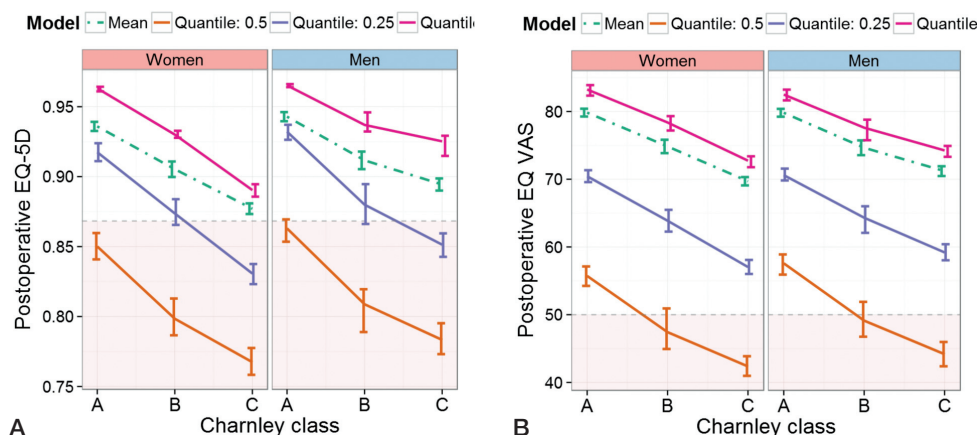 Model Mean Quantile: 0.5 Quantile: 0.25 Quantile
Women Men
Postoperative EQ-5D
0.95
0.90
0.85
0.80
0.75
A B C A B C
Charnley class
A
Model Mean Quantile: 0.5 Quantile: 0.25 Quantile
Women Men
Postoperative EQ VAS
80
70
60
50
40
A B C A B C
Charnley class
B